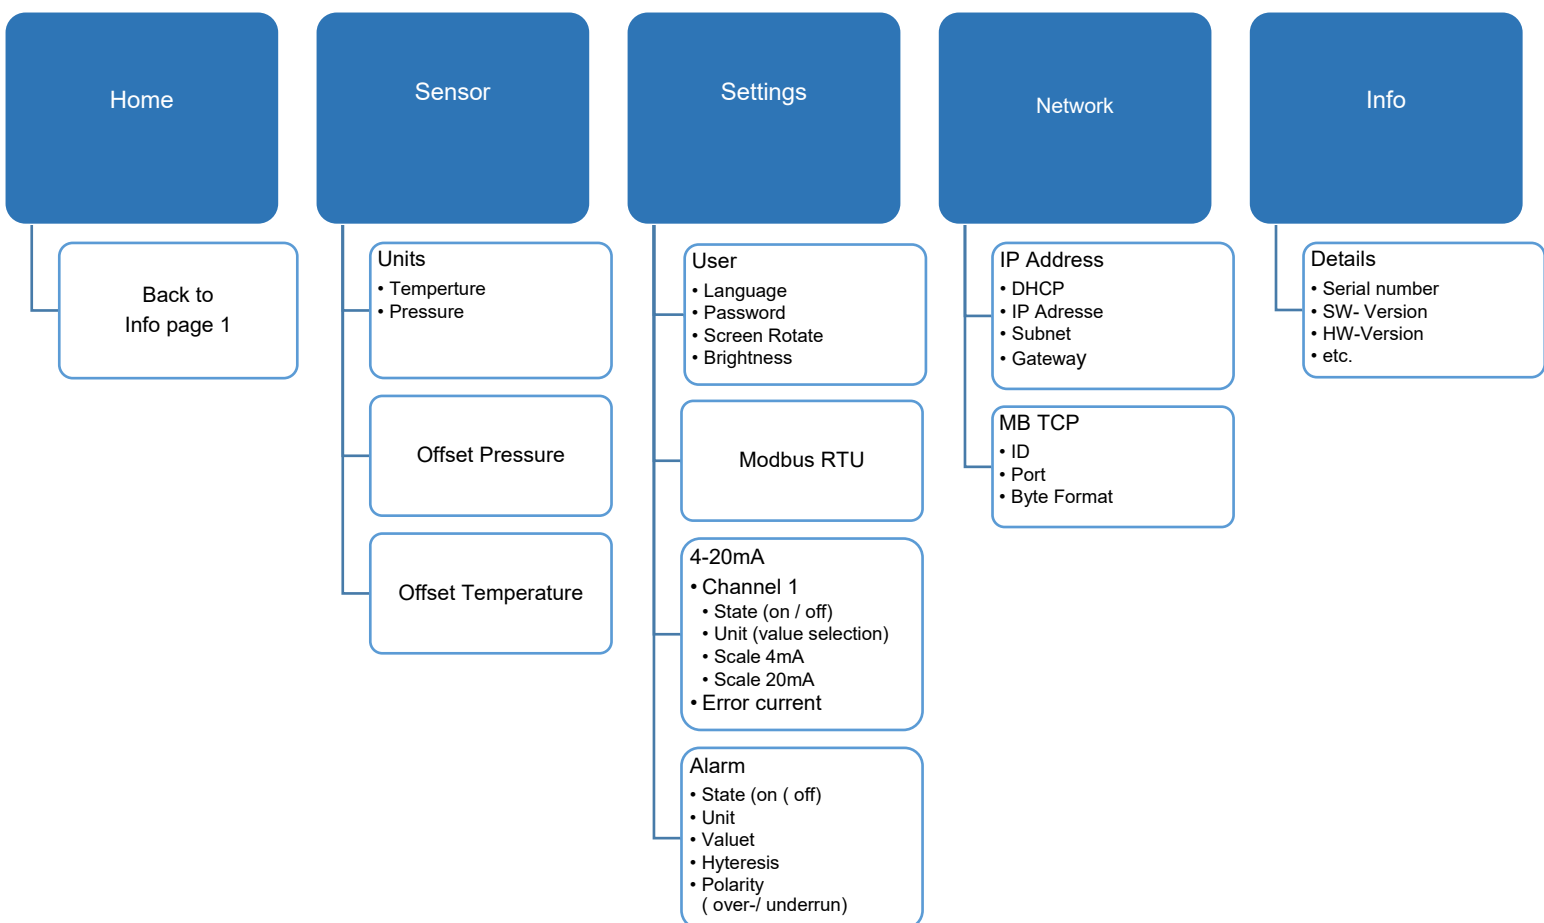 Home
Back to
Info page 1
Sensor
Units
• Temperture
• Pressure
Offset Pressure
Offset Temperature
Settings
User
• Language
• Password
• Screen Rotate
• Brightness
Modbus RTU
4-20mA
• Channel 1
• State (on / off)
• Unit (value selection)
• Scale 4mA
• Scale 20mA
• Error current
Alarm
• State (on ( off)
• Unit
• Valuet
• Hyteresis
• Polarity
( over-/ underrun)
Network
IP Address
• DHCP
• IP Adresse
• Subnet
• Gateway
MB TCP
• ID
• Port
• Byte Format
Info
Details
• Serial number
• SW- Version
• HW-Version
• etc.